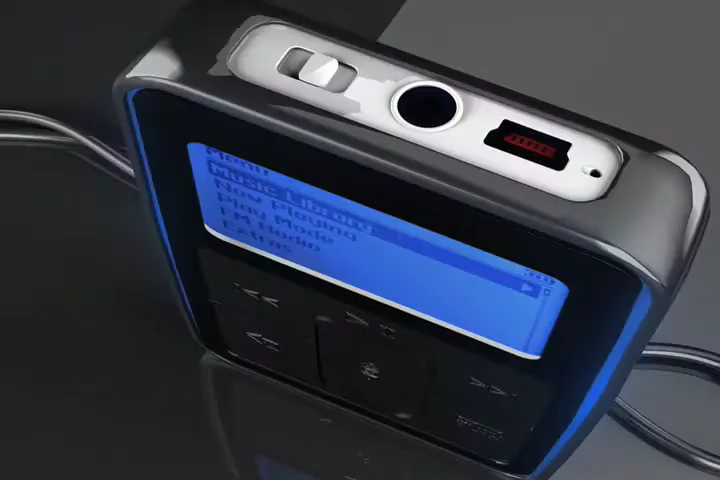 Menu
Music Library
Now Playing
Play Mode
FM Radio
Extras